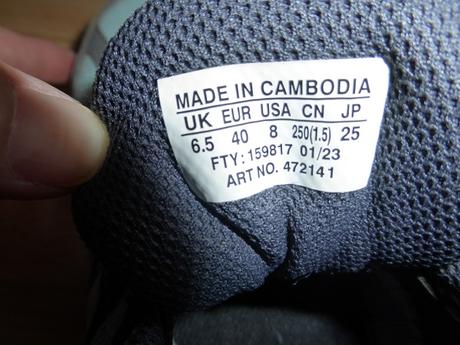 MADE IN CAMBODIA
UK EUR USA CN JP
6.5 40 8 250(1.5) 25
FTY: 159817 01/23
ART NO. 472141